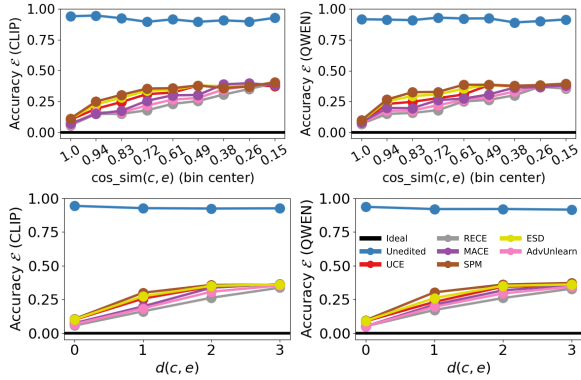 Accuracy ℰ (CLIP)
1.00
0.75
0.50
0.25
0.00
1.0 0.94 0.83 0.72 0.61 0.49 0.38 0.26 0.15
cos_sim(c, e) (bin center)
Accuracy ℰ (QWEN)
1.00
0.75
0.50
0.25
0.00
1.0 0.94 0.83 0.72 0.61 0.49 0.38 0.26 0.15
cos_sim(c, e) (bin center)
Accuracy ℰ (CLIP)
1.00
0.75
0.50
0.25
0.00
0 1 2 3
d(c, e)
Accuracy ℰ (QWEN)
1.00
0.75
0.50
0.25
0.00
Ideal RECE ESD
Unedited MACE AdvUnlearn
UCE SPM
0 1 2 3
d(c, e)